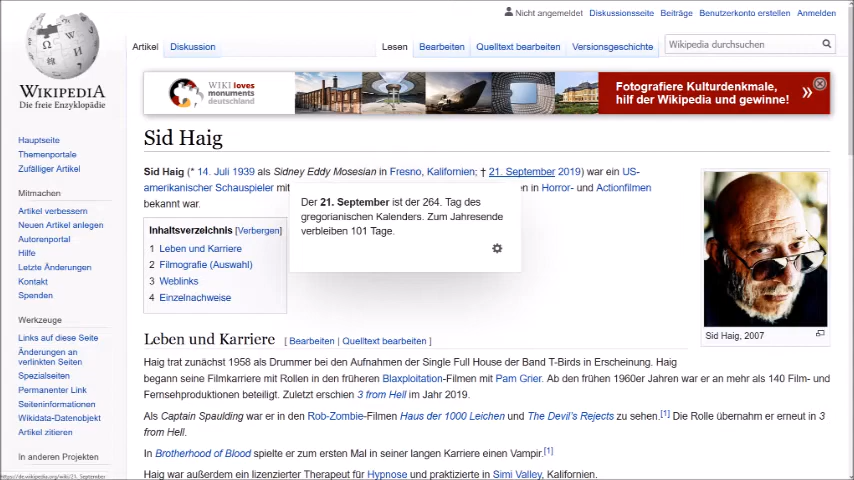 Nicht angemeldet Diskussionsseite Beiträge Benutzerkonto erstellen Anmelden
Artikel Diskussion Lesen Bearbeiten Quelltext bearbeiten Versionsgeschichte Wikipedia durchsuchen
WIKIPEDIA
Die freie Enzyklopädie
WIKI loves
monuments
deutschland
Fotografiere Kulturdenkmale,
hilf der Wikipedia und gewinne!
Hauptseite
Themenportale
Zufälliger Artikel
Mitmachen
Artikel verbessern
Neuen Artikel anlegen
Autorenportal
Hilfe
Letzte Änderungen
Kontakt
Spenden
Werkzeuge
Links auf diese Seite
Änderungen an
verlinkten Seiten
Spezialseiten
Permanenter Link
Seiteninformationen
Wikidata-Datenobjekt
Artikel zitieren
In anderen Projekten
https://de.wikipedia.org/wiki/21._September
Sid Haig
Sid Haig (* 14. Juli 1939 als Sidney Eddy Mosesian in Fresno, Kalifornien; † 21. September 2019) war ein US-
amerikanischer Schauspieler mit en in Horror- und Actionfilmen
bekannt war.
Der 21. September ist der 264. Tag des
gregorianischen Kalenders. Zum Jahresende
verbleiben 101 Tage.
Inhaltsverzeichnis [Verbergen]
1 Leben und Karriere
2 Filmografie (Auswahl)
3 Weblinks
4 Einzelnachweise
Sid Haig, 2007
Leben und Karriere [ Bearbeiten | Quelltext bearbeiten ]
Haig trat zunächst 1958 als Drummer bei den Aufnahmen der Single Full House der Band T-Birds in Erscheinung. Haig
begann seine Filmkarriere mit Rollen in den früheren Blaxploitation-Filmen mit Pam Grier. Ab den frühen 1960er Jahren war er an mehr als 140 Film- und
Fernsehproduktionen beteiligt. Zuletzt erschien 3 from Hell im Jahr 2019.
Als Captain Spaulding war er in den Rob-Zombie-Filmen Haus der 1000 Leichen und The Devil's Rejects zu sehen.[1] Die Rolle übernahm er erneut in 3
from Hell.
In Brotherhood of Blood spielte er zum ersten Mal in seiner langen Karriere einen Vampir.[1]
Haig war außerdem ein lizenzierter Therapeut für Hypnose und praktizierte in Simi Valley, Kalifornien.